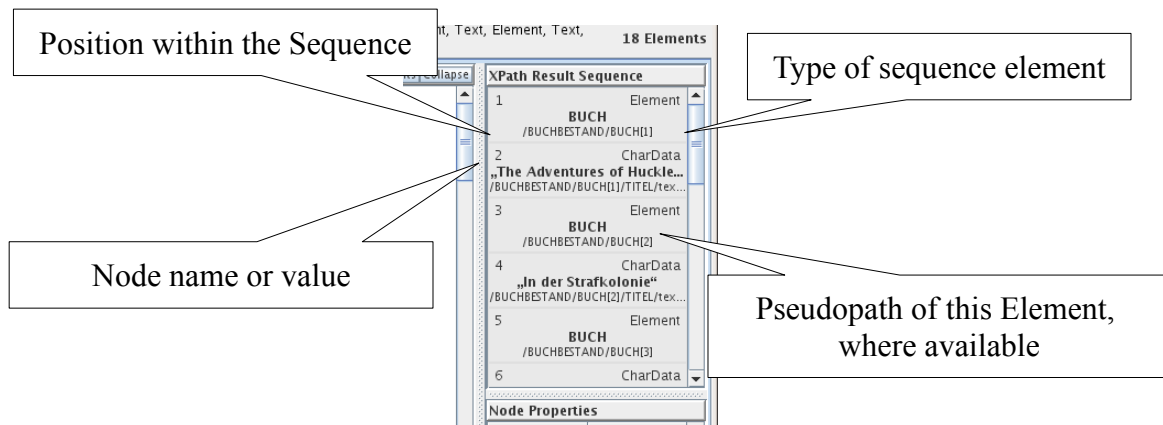 nt, Text, Element, Text,
18 Elements
Position within the Sequence
Type of sequence element
Collapse
XPath Result Sequence
1 Element
BUCH
/BUCHBESTAND/BUCH[1]
2 CharData
„The Adventures of Huckle...
/BUCHBESTAND/BUCH[1]/TITEL/tex...
3 Element
BUCH
/BUCHBESTAND/BUCH[2]
Node name or value
4 CharData
„In der Strafkolonie“
/BUCHBESTAND/BUCH[2]/TITEL/tex...
Pseudopath of this Element,
where available
5 Element
BUCH
/BUCHBESTAND/BUCH[3]
6 CharData
Node Properties